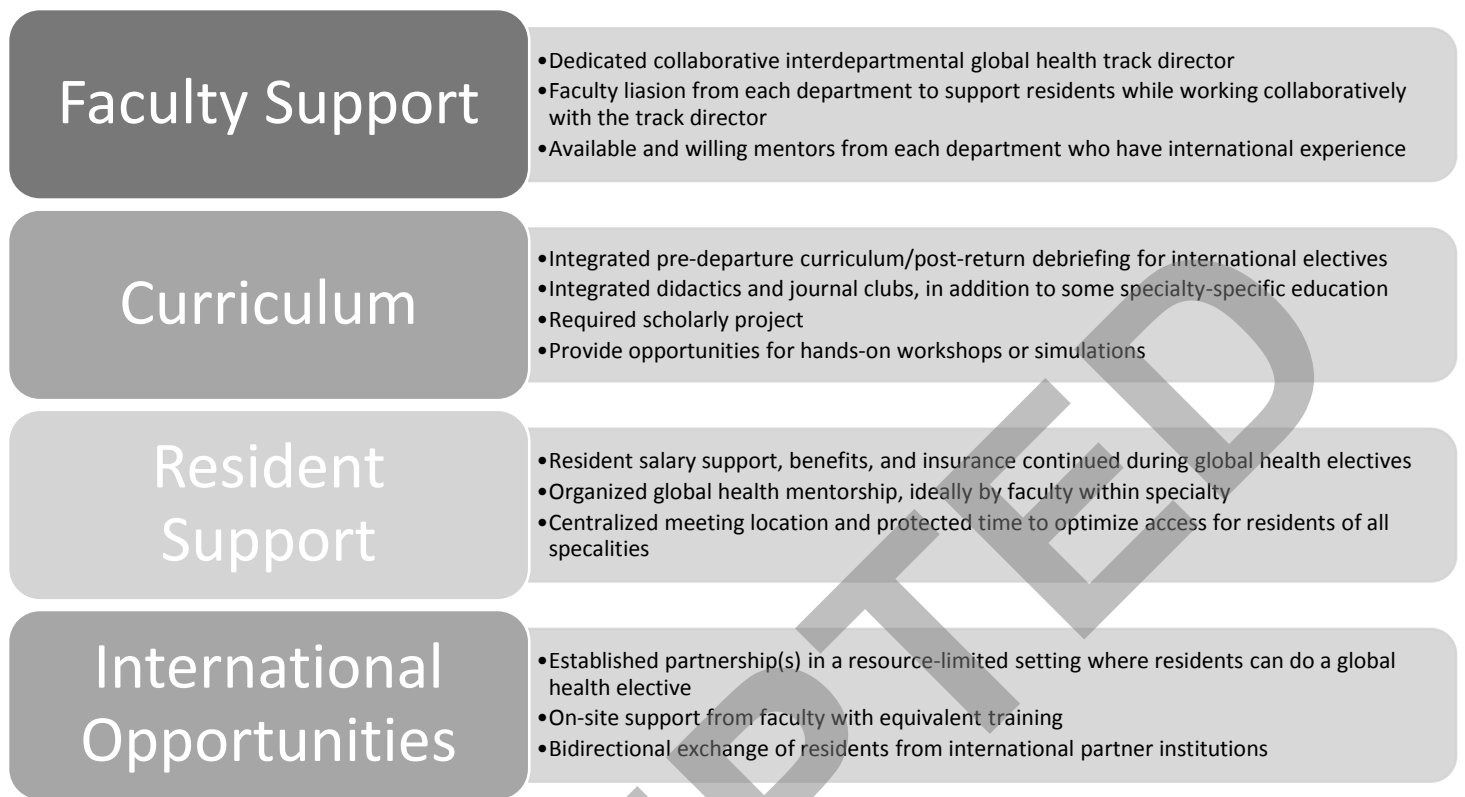 Faculty Support
•Dedicated collaborative interdepartmental global health track director
•Faculty liasion from each department to support residents while working collaboratively
with the track director
•Available and willing mentors from each department who have international experience
Curriculum
•Integrated pre-departure curriculum/post-return debriefing for international electives
•Integrated didactics and journal clubs, in addition to some specialty-specific education
•Required scholarly project
•Provide opportunities for hands-on workshops or simulations
Resident
Support
•Resident salary support, benefits, and insurance continued during global health electives
•Organized global health mentorship, ideally by faculty within specialty
•Centralized meeting location and protected time to optimize access for residents of all
specalities
International
Opportunities
•Established partnership(s) in a resource-limited setting where residents can do a global
health elective
•On-site support from faculty with equivalent training
•Bidirectional exchange of residents from international partner institutions
PTED